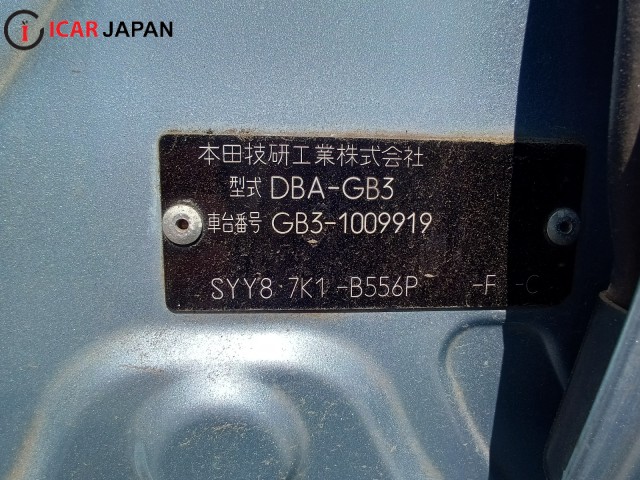 ICAR JAPAN
本田技研工業株式会社
型式 DBA-GB3
車台番号 GB3-1009919
SYY8 7K1 -B556P -F -C